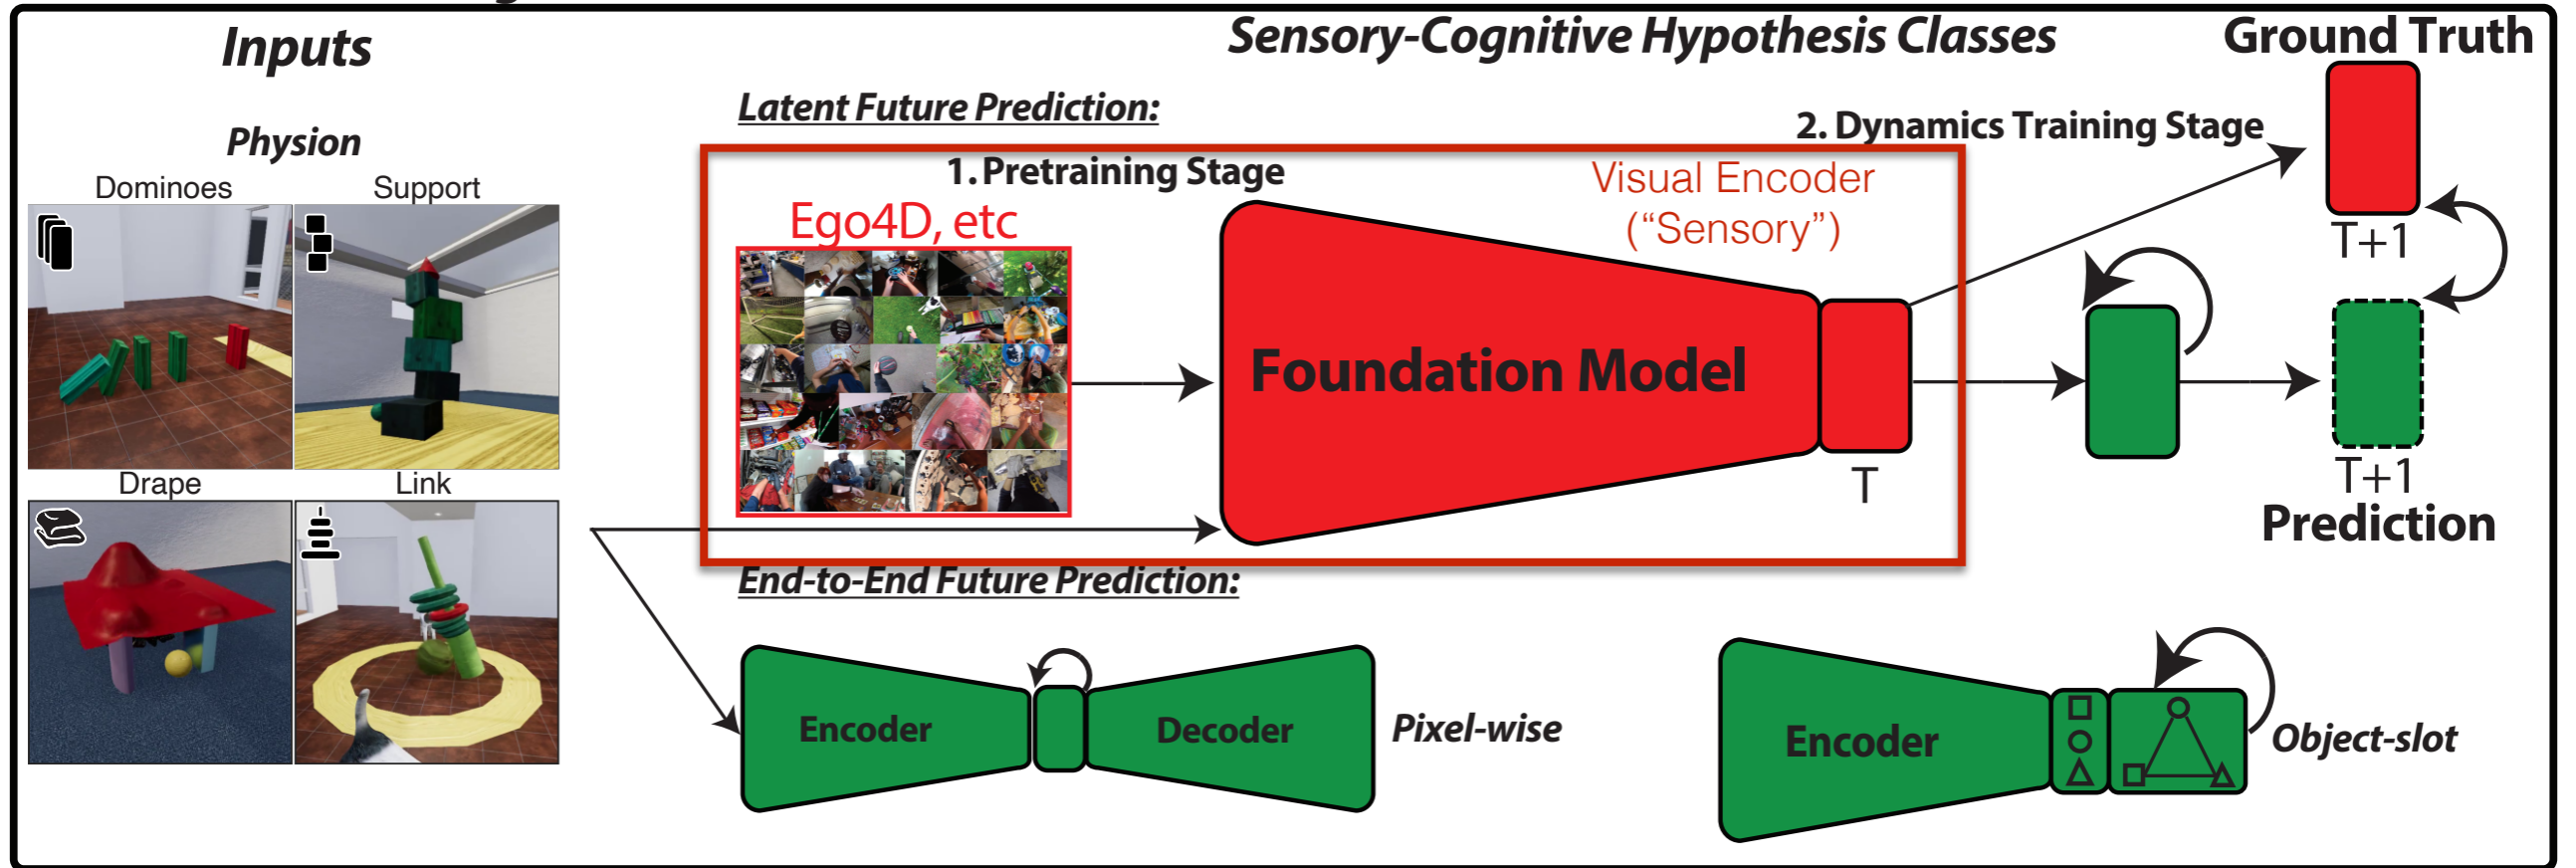 Inputs
Sensory-Cognitive Hypothesis Classes
Ground Truth
Physion
Dominoes
Support
Drape
Link
Latent Future Prediction:
1. Pretraining Stage
Ego4D, etc
Visual Encoder
(“Sensory”)
Foundation Model
T
2. Dynamics Training Stage
T+1
T+1
Prediction
End-to-End Future Prediction:
Encoder
Decoder
Pixel-wise
Encoder
Object-slot